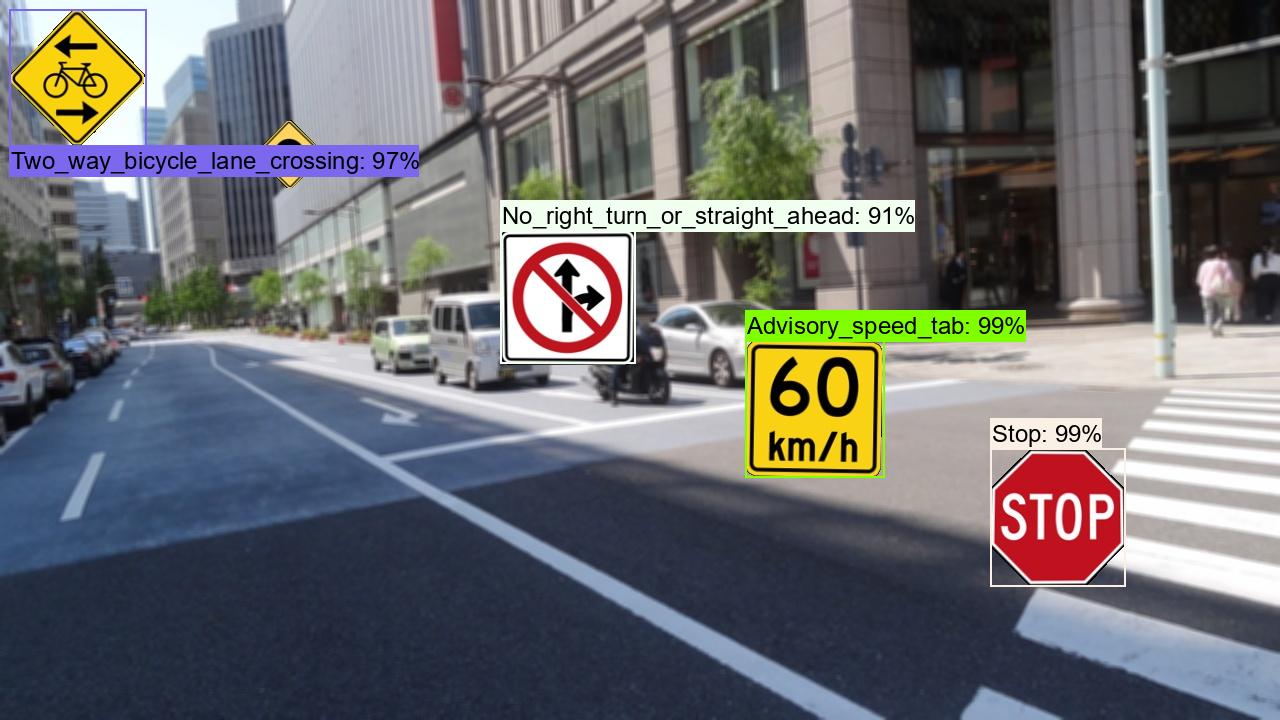 Two_way_bicycle_lane_crossing: 97%
No_right_turn_or_straight_ahead: 91%
Advisory_speed_tab: 99%
60
km/h
Stop: 99%
STOP